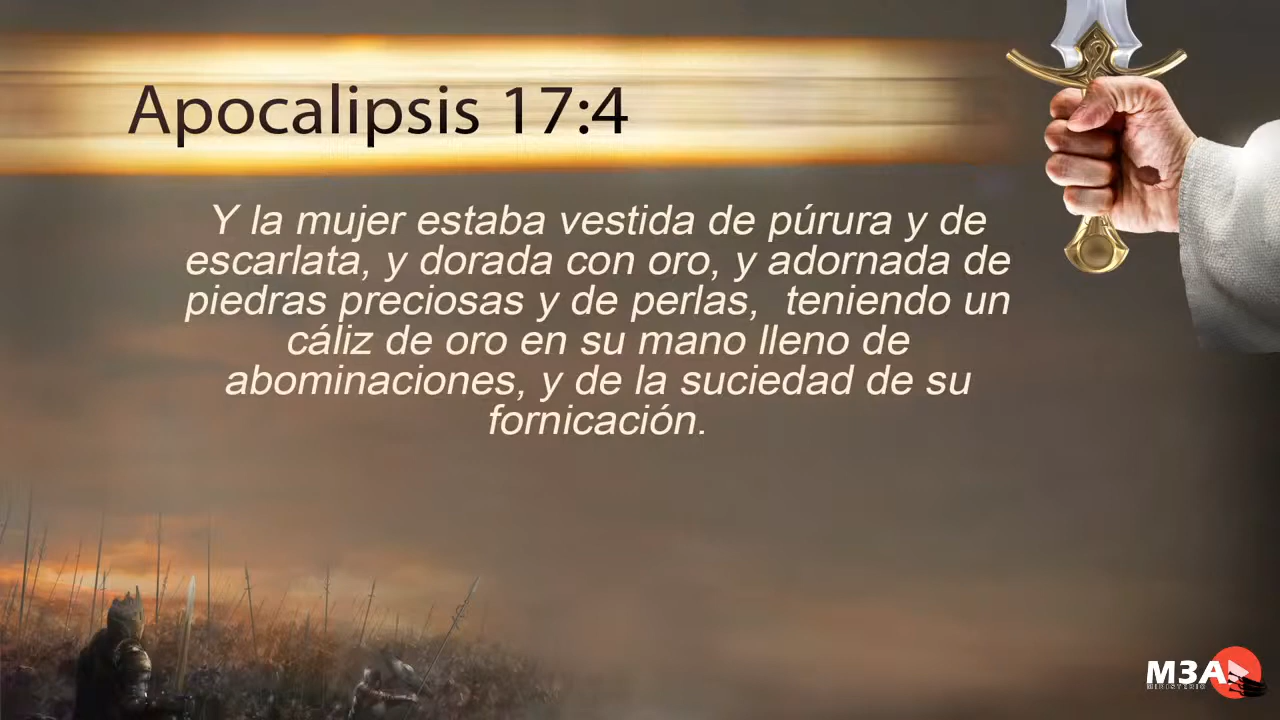 Apocalipsis 17:4
Y la mujer estaba vestida de púrura y de
escarlata, y dorada con oro, y adornada de
piedras preciosas y de perlas,  teniendo un
cáliz de oro en su mano lleno de
abominaciones, y de la suciedad de su
fornicación.
M3A
MINISTERIO